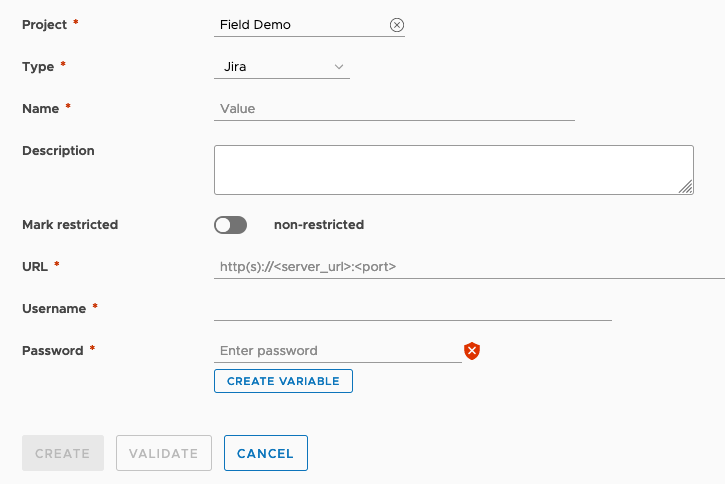 Project * Field Demo
Type * Jira
Name * Value
Description
Mark restricted non-restricted
URL * http(s)://<server_url>:<port>
Username *
Password * Enter password
CREATE VARIABLE
CREATE VALIDATE CANCEL